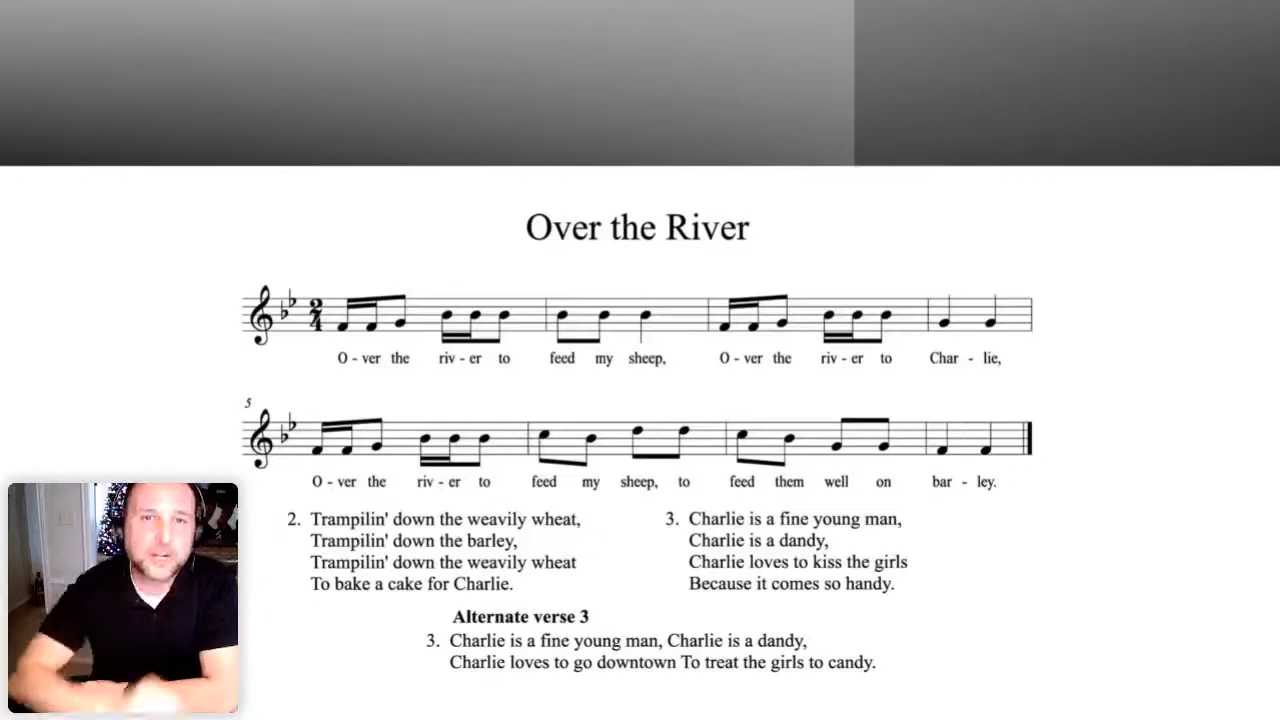 Over the River
2
4
O - ver the riv - er to feed my sheep, O - ver the riv - er to Char - lie,
5
O - ver the riv - er to feed my sheep, to feed them well on bar - ley.
2. Trampilin' down the weavily wheat,
Trampilin' down the barley,
Trampilin' down the weavily wheat
To bake a cake for Charlie.
3. Charlie is a fine young man,
Charlie is a dandy,
Charlie loves to kiss the girls
Because it comes so handy.
Alternate verse 3
3. Charlie is a fine young man, Charlie is a dandy,
Charlie loves to go downtown To treat the girls to candy.